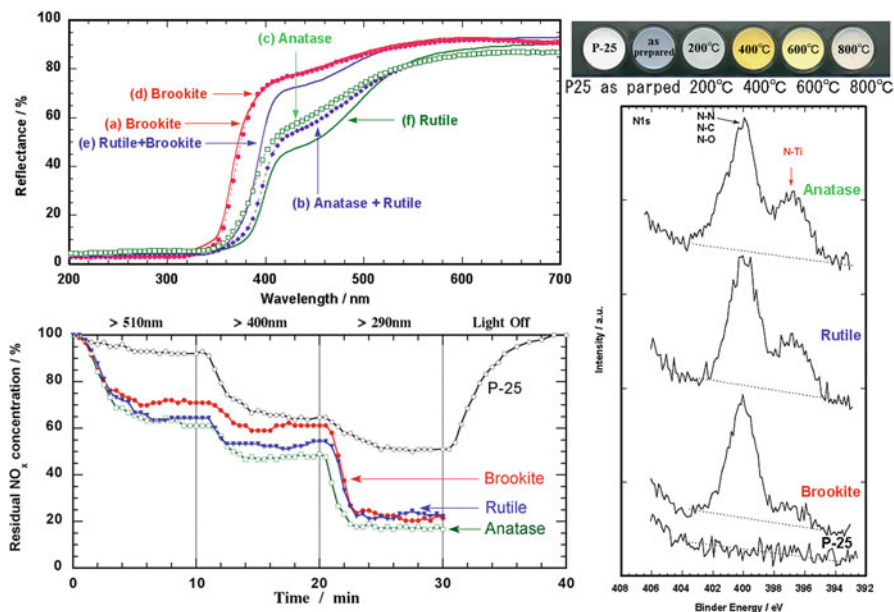 100
80
60
40
20
0
Reflectance / %
(c) Anatase
(d) Brookite
(a) Brookite
(e) Rutile+Brookite
(f) Rutile
(b) Anatase + Rutile
200 300 400 500 600 700
Wavelength / nm
P-25
as prepared
200℃
400℃
600℃
800℃
P25 as parped 200℃ 400℃ 600℃ 800℃
> 510nm > 400nm > 290nm Light Off
100
80
60
40
20
0
Residual NOx concentration / %
P-25
Brookite
Rutile
Anatase
0 10 20 30 40
Time / min
N1s
N-N
N-C
N-O
N-Ti
Anatase
Rutile
Brookite
P-25
Intensity / a.u.
408 406 404 402 400 398 396 394 392
Binder Energy / eV